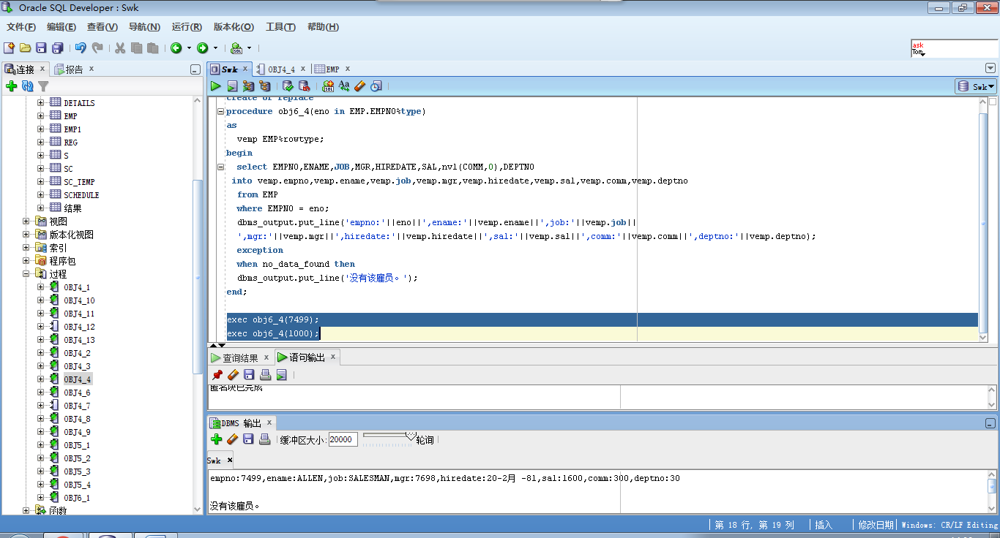 Oracle SQL Developer : Swk
文件(F) 编辑(E) 查看(V) 导航(N) 运行(R) 版本化(O) 工具(T) 帮助(H)
ask
Tom
连接 x 报告 x
Swk x OBJ4_4 x EMP x
Swk
DETAILS
EMP
EMP1
REG
S
SC
SC_TEMP
SCHEDULE
结果
视图
版本化视图
索引
程序包
过程
OBJ4_1
OBJ4_10
OBJ4_11
OBJ4_12
OBJ4_13
OBJ4_2
OBJ4_3
OBJ4_4
OBJ4_6
OBJ4_7
OBJ4_8
OBJ4_9
OBJ5_1
OBJ5_2
OBJ5_3
OBJ5_4
OBJ6_1
函数
create or replace
procedure obj6_4(eno in EMP.EMPNO%type)
as
vemp EMP%rowtype;
begin
select EMPNO,ENAME,JOB,MGR,HIREDATE,SAL,nvl(COMM,0),DEPTNO
into vemp.empno,vemp.ename,vemp.job,vemp.mgr,vemp.hiredate,vemp.sal,vemp.comm,vemp.deptno
from EMP
where EMPNO = eno;
dbms_output.put_line('empno:'||eno||',ename:'||vemp.ename||',job:'||vemp.job||
',mgr:'||vemp.mgr||',hiredate:'||vemp.hiredate||',sal:'||vemp.sal||',comm:'||vemp.comm||',deptno:'||vemp.deptno);
exception
when no_data_found then
dbms_output.put_line('没有该雇员。');
end;
exec obj6_4(7499);
exec obj6_4(1000);
查询结果 x 语句输出 x
匿名块已完成
DBMS 输出 x
缓冲区大小: 20000 轮询
Swk x
empno:7499,ename:ALLEN,job:SALESMAN,mgr:7698,hiredate:20-2月 -81,sal:1600,comm:300,deptno:30
没有该雇员。
第 18 行, 第 19 列 插入 修改日期 Windows: CR/LF Editing